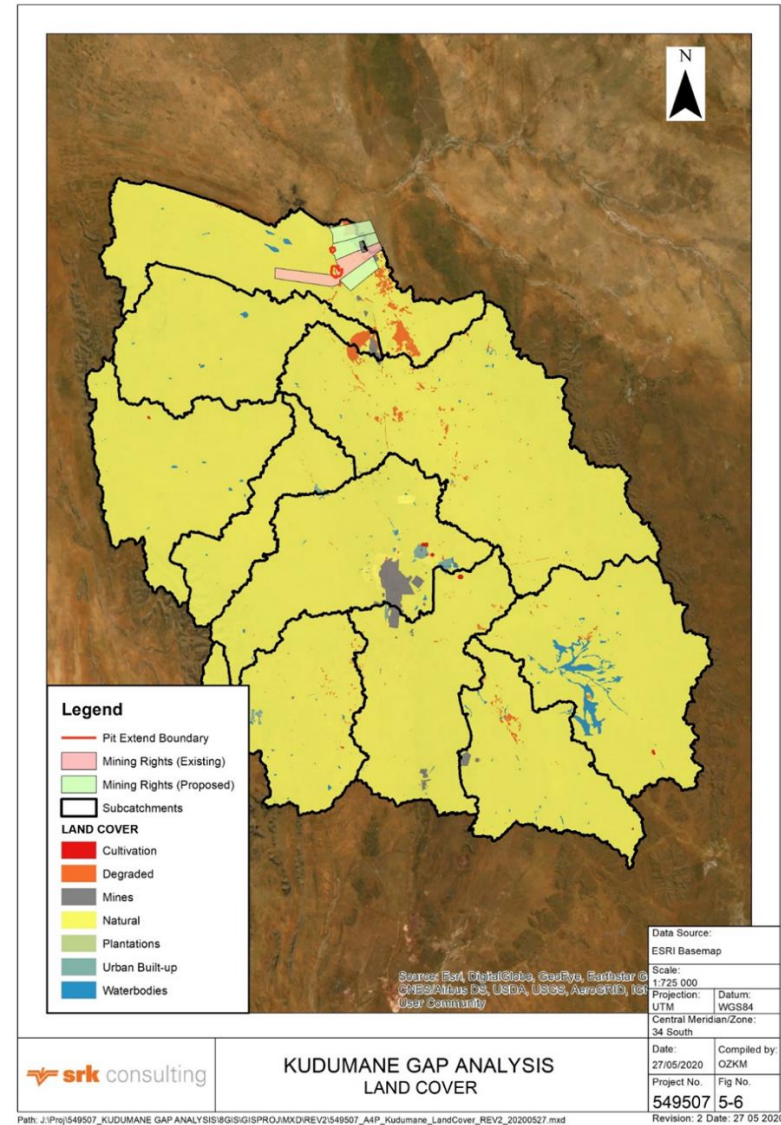 N
Legend
Pit Extend Boundary
Mining Rights (Existing)
Mining Rights (Proposed)
Subcatchments
LAND COVER
Cultivation
Degraded
Mines
Natural
Plantations
Urban Built-up
Waterbodies
Source: Esri, DigitalGlobe, GeoEye, Earthstar G
CNES/Airbus DS, USDA, USGS, AeroGRID, IGN
User Community
Data Source:
ESRI Basemap
Scale:
1:725 000
Projection: Datum:
UTM WGS84
Central Meridian/Zone:
34 South
Date: Compiled by:
27/05/2020 OZKM
Project No. Fig No.
549507 5-6
Revision: 2 Date: 27 05 2020
srk consulting
KUDUMANE GAP ANALYSIS
LAND COVER
Path: J:\Proj\549507_KUDUMANE GAP ANALYSIS\8GIS\GISPROJ\MXD\REV2\549507_A4P_Kudumane_LandCover_REV2_20200527.mxd